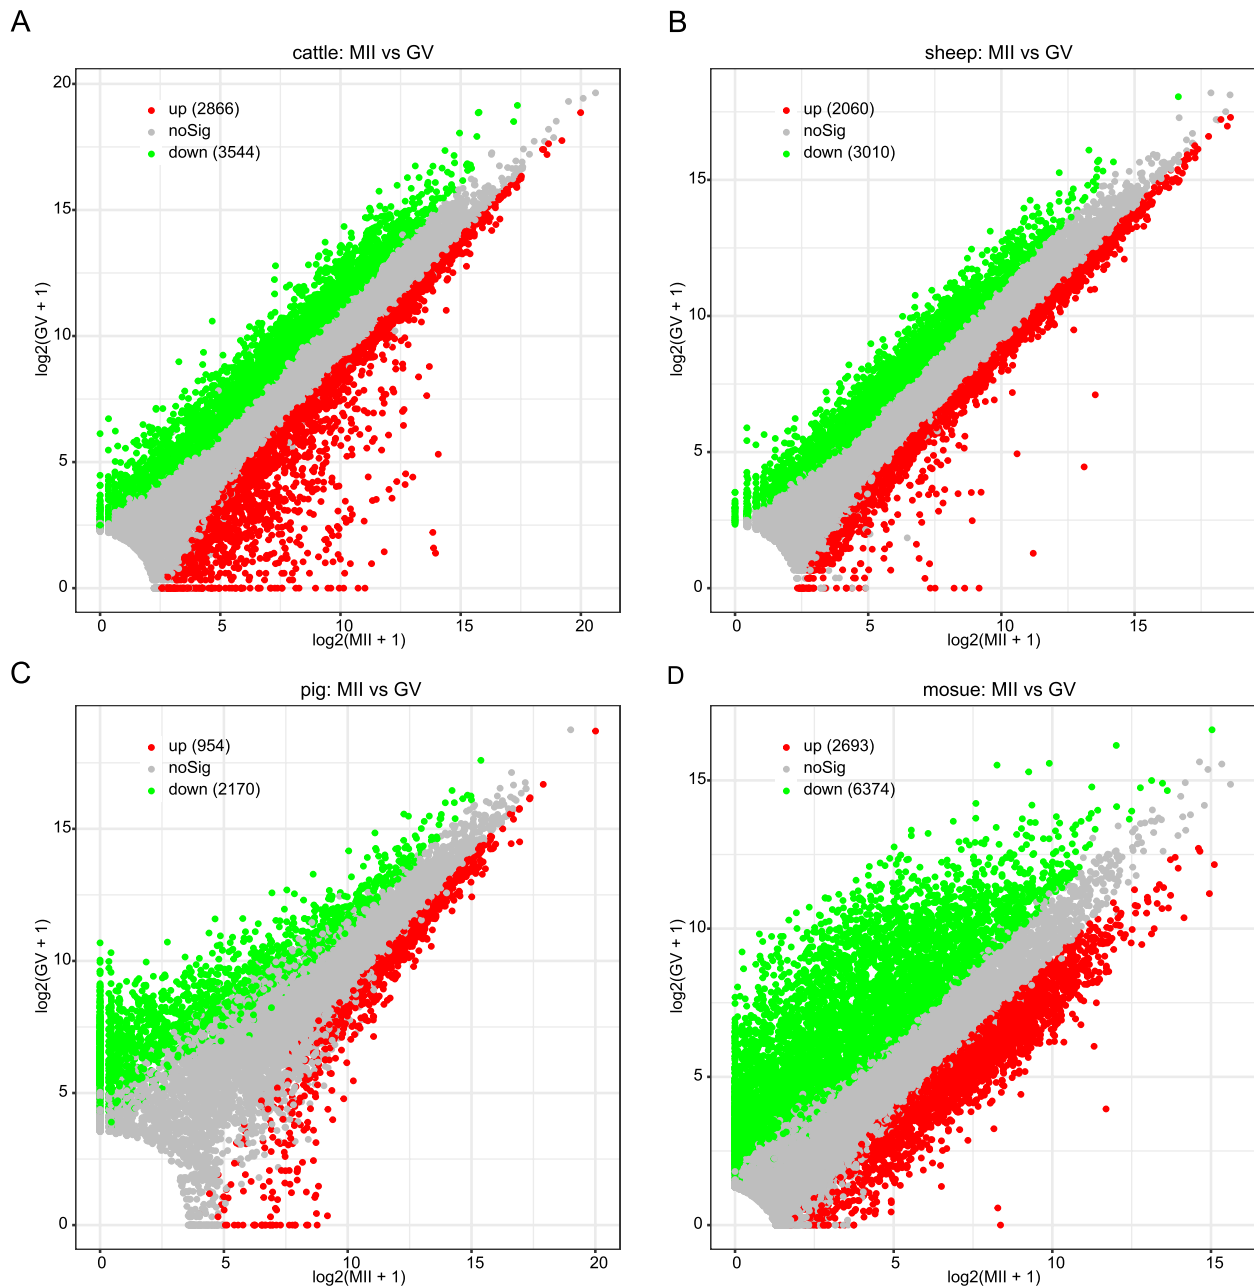 A
cattle: MII vs GV
up (2866)
noSig
down (3544)
20
15
10
5
0
log2(GV + 1)
0 5 10 15 20
log2(MII + 1)
B
sheep: MII vs GV
up (2060)
noSig
down (3010)
15
10
5
0
log2(GV + 1)
0 5 10 15
log2(MII + 1)
C
pig: MII vs GV
up (954)
noSig
down (2170)
15
10
5
0
log2(GV + 1)
0 5 10 15 20
log2(MII + 1)
D
mosue: MII vs GV
up (2693)
noSig
down (6374)
15
10
5
0
log2(GV + 1)
0 5 10 15
log2(MII + 1)